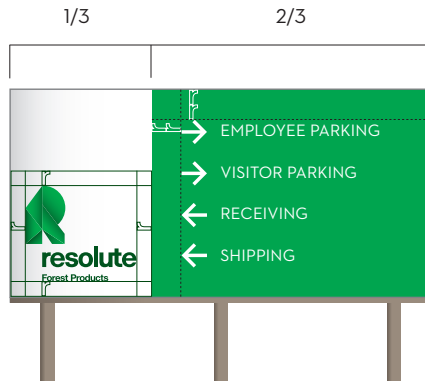 1/3 2/3
EMPLOYEE PARKING
VISITOR PARKING
RECEIVING
SHIPPING
resolute
Forest Products